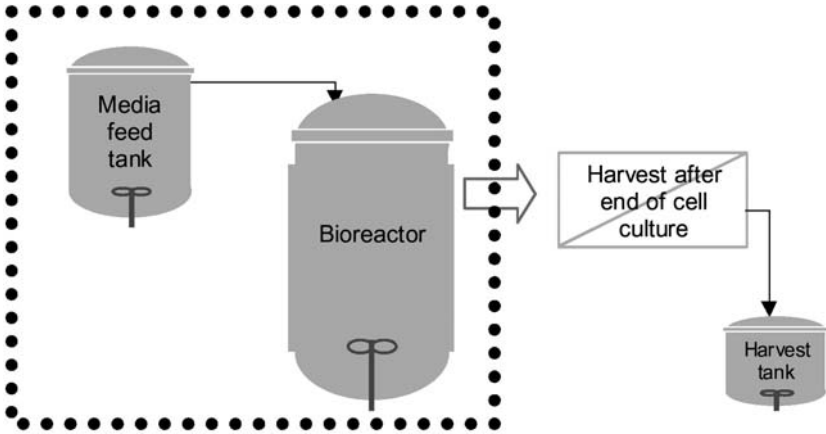 Media
feed
tank
Bioreactor
Harvest after
end of cell
culture
Harvest
tank